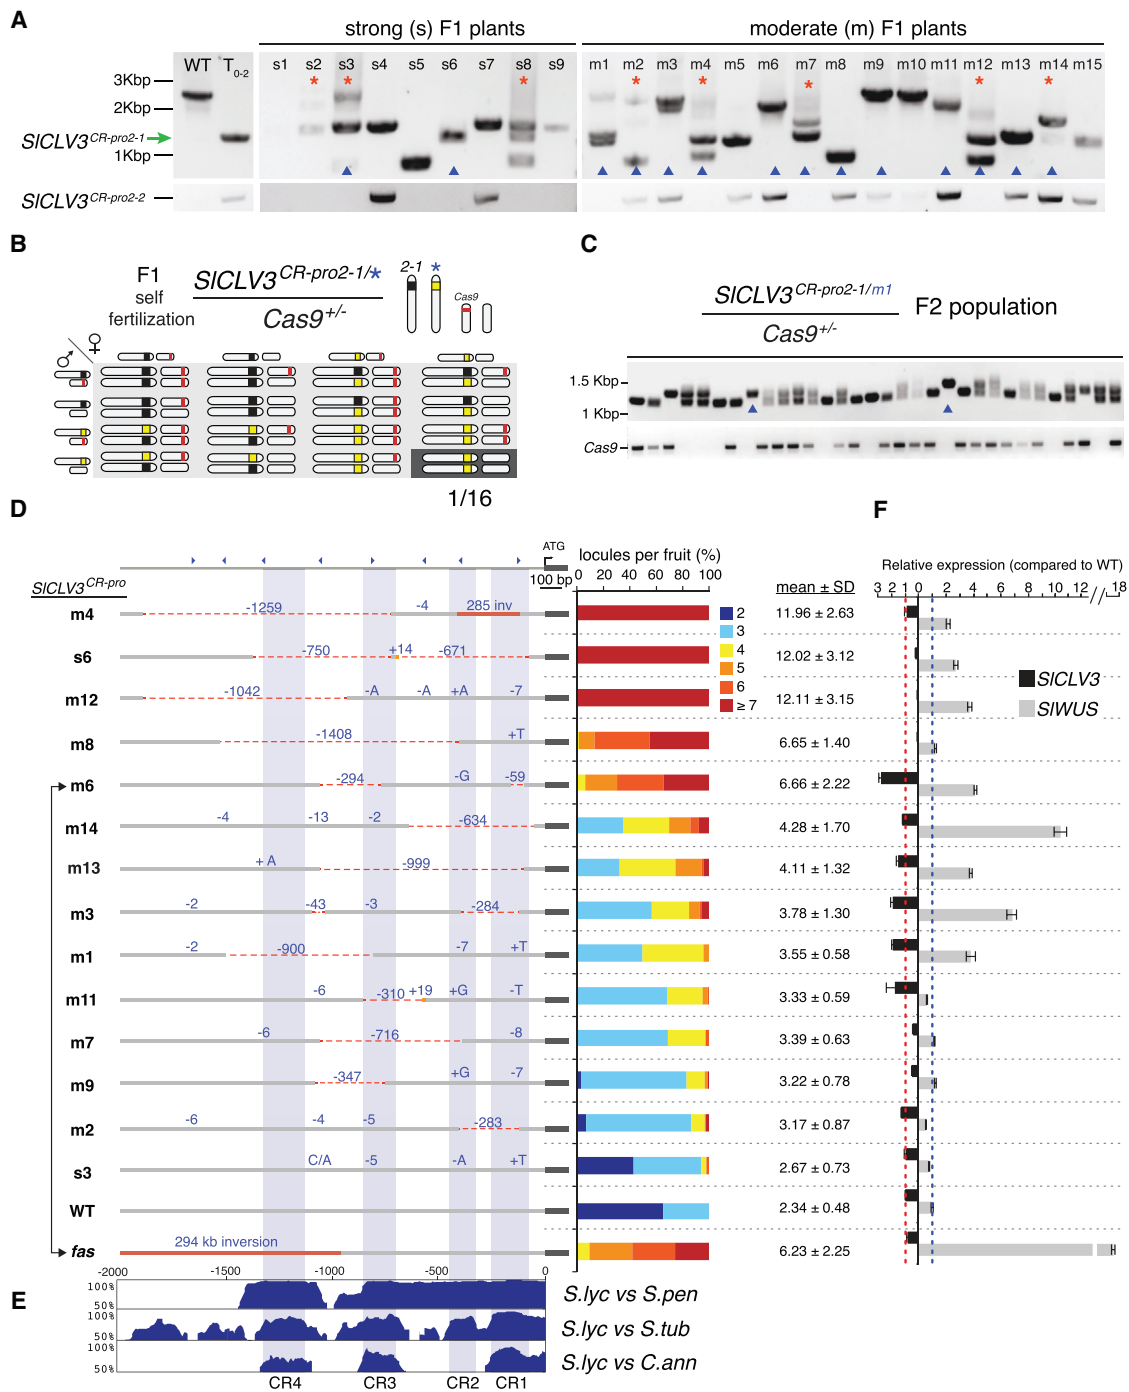 A
strong (s) F1 plants
moderate (m) F1 plants
WT T0-2 s1 s2 s3 s4 s5 s6 s7 s8 s9 m1 m2 m3 m4 m5 m6 m7 m8 m9 m10 m11 m12 m13 m14 m15
* * * * * * * *
3Kbp
2Kbp
SlCLV3CR-pro2-1
1Kbp
SlCLV3CR-pro2-2
B
F1
self
fertilization
SlCLV3CR-pro2-1/*
Cas9+/-
2-1 *
Cas9
♂ ♀
1/16
C
SlCLV3CR-pro2-1/m1
Cas9+/-
F2 population
1.5 Kbp
1 Kbp
Cas9
D
SlCLV3CR-pro
ATG
100 bp
locules per fruit (%)
0 20 40 60 80 100
2
3
4
5
6
≥ 7
mean ± SD
F
Relative expression (compared to WT)
3 2 1 0 2 4 6 8 10 12 // 18
SlCLV3
SlWUS
m4 -1259 -4 285 inv 11.96 ± 2.63
s6 -750 +14 -671 12.02 ± 3.12
m12 -1042 -A -A +A -7 12.11 ± 3.15
m8 -1408 +T 6.65 ± 1.40
m6 -294 -G -59 6.66 ± 2.22
m14 -4 -13 -2 -634 4.28 ± 1.70
m13 + A -999 4.11 ± 1.32
m3 -2 -43 -3 -284 3.78 ± 1.30
m1 -2 -900 -7 +T 3.55 ± 0.58
m11 -6 -310 +19 +G -T 3.33 ± 0.59
m7 -6 -716 -8 3.39 ± 0.63
m9 -347 +G -7 3.22 ± 0.78
m2 -6 -4 -5 -283 3.17 ± 0.87
s3 C/A -5 -A +T 2.67 ± 0.73
WT 2.34 ± 0.48
fas 294 kb inversion 6.23 ± 2.25
E
-2000 -1500 -1000 -500 0
100%
50%
S.lyc vs S.pen
100%
50%
S.lyc vs S.tub
100%
50%
S.lyc vs C.ann
CR4 CR3 CR2 CR1